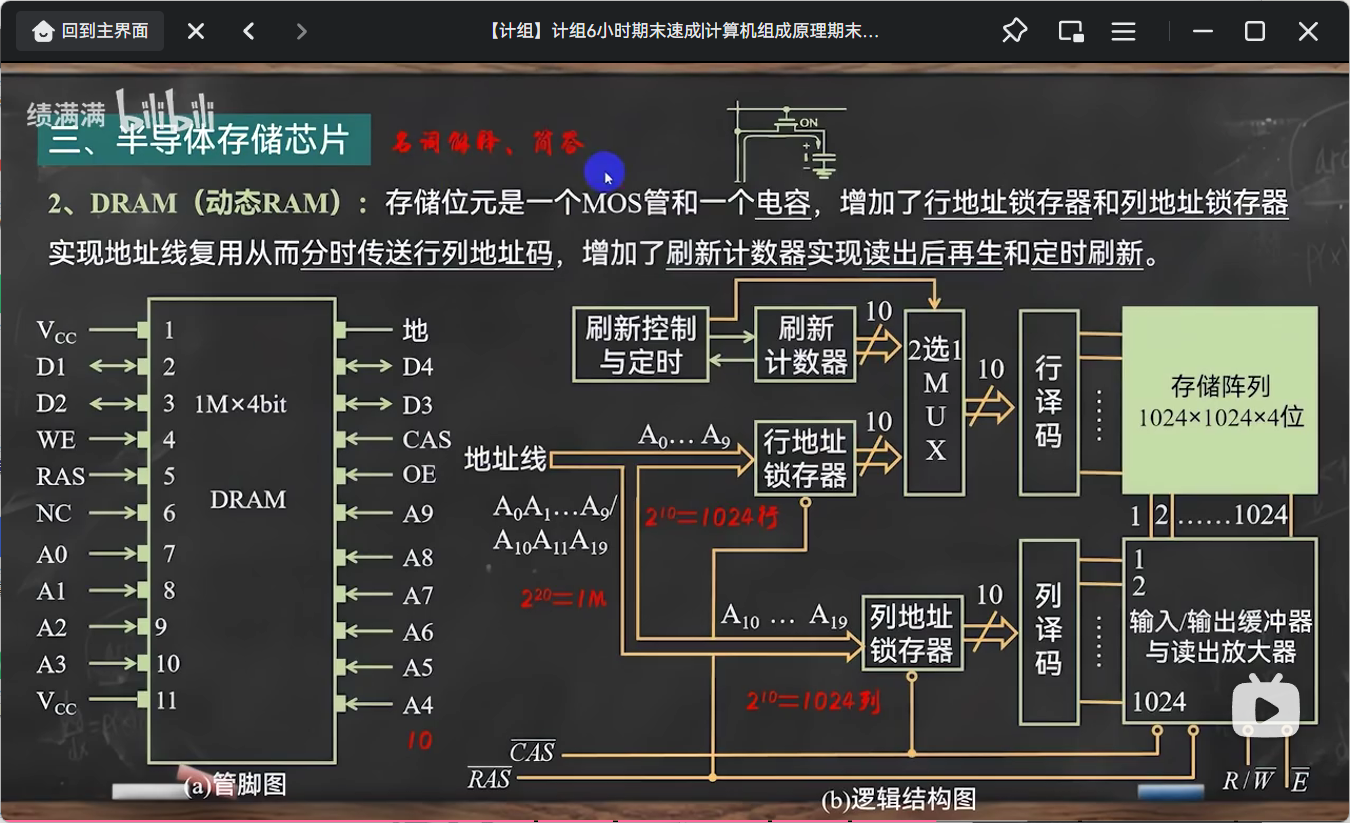 回到主界面
【计组】计组6小时期末速成|计算机组成原理期末…
绩满满 bilibili
三、半导体存储芯片
名词解释、简答
ON
+
-
2、DRAM（动态RAM）：存储位元是一个MOS管和一个电容，增加了行地址锁存器和列地址锁存器
实现地址线复用从而分时传送行列地址码，增加了刷新计数器实现读出后再生和定时刷新。
V_CC 1 地
D1 2 D4
D2 3 1M×4bit D3
WE 4 CAS
RAS 5 DRAM OE
NC 6 A9
A0 7 A8
A1 8 A7
A2 9 A6
A3 10 A5
V_CC 11 A4
10
(a)管脚图
刷新控制
与定时
刷新
计数器
10
2选1
M
U
X
10
行
译
码
存储阵列
1024×1024×4位
地址线
A₀… A₉
行地址
锁存器
10
A₀A₁…A₉/
A₁₀A₁₁A₁₉
2¹⁰=1024行
2²⁰=1M
1 2 ……1024
A₁₀ … A₁₉
列地址
锁存器
10
列
译
码
1
2
输入/输出缓冲器
与读出放大器
1024
2¹⁰=1024列
C̅A̅S̅
R̅A̅S̅
R/W̅ E̅
(b)逻辑结构图